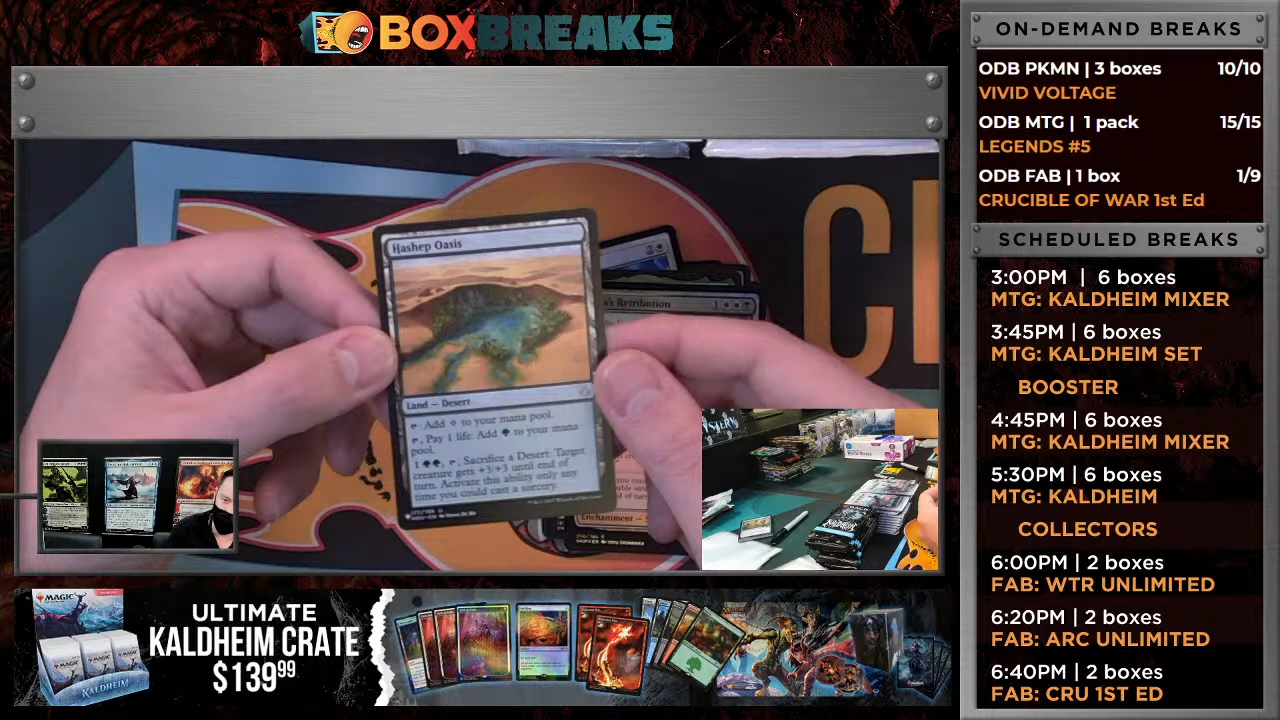 BOXBREAKS
Hashep Oasis
's Retribution
Land — Desert
: Add to your mana pool.
, Pay 1 life: Add to your mana
pool.
1 , Sacrifice a Desert: Target
creature gets +3/+3 until end of
turn. Activate this ability only any
time you could cast a sorcery.
Enchantment
ULTIMATE
KALDHEIM CRATE
$139.99
MAGIC
KALDHEIM
ON-DEMAND BREAKS
ODB PKMN | 3 boxes 10/10
VIVID VOLTAGE
ODB MTG | 1 pack 15/15
LEGENDS #5
ODB FAB | 1 box 1/9
CRUCIBLE OF WAR 1st Ed
SCHEDULED BREAKS
3:00PM | 6 boxes
MTG: KALDHEIM MIXER
3:45PM | 6 boxes
MTG: KALDHEIM SET
BOOSTER
4:45PM | 6 boxes
MTG: KALDHEIM MIXER
5:30PM | 6 boxes
MTG: KALDHEIM
COLLECTORS
6:00PM | 2 boxes
FAB: WTR UNLIMITED
6:20PM | 2 boxes
FAB: ARC UNLIMITED
6:40PM | 2 boxes
FAB: CRU 1ST ED